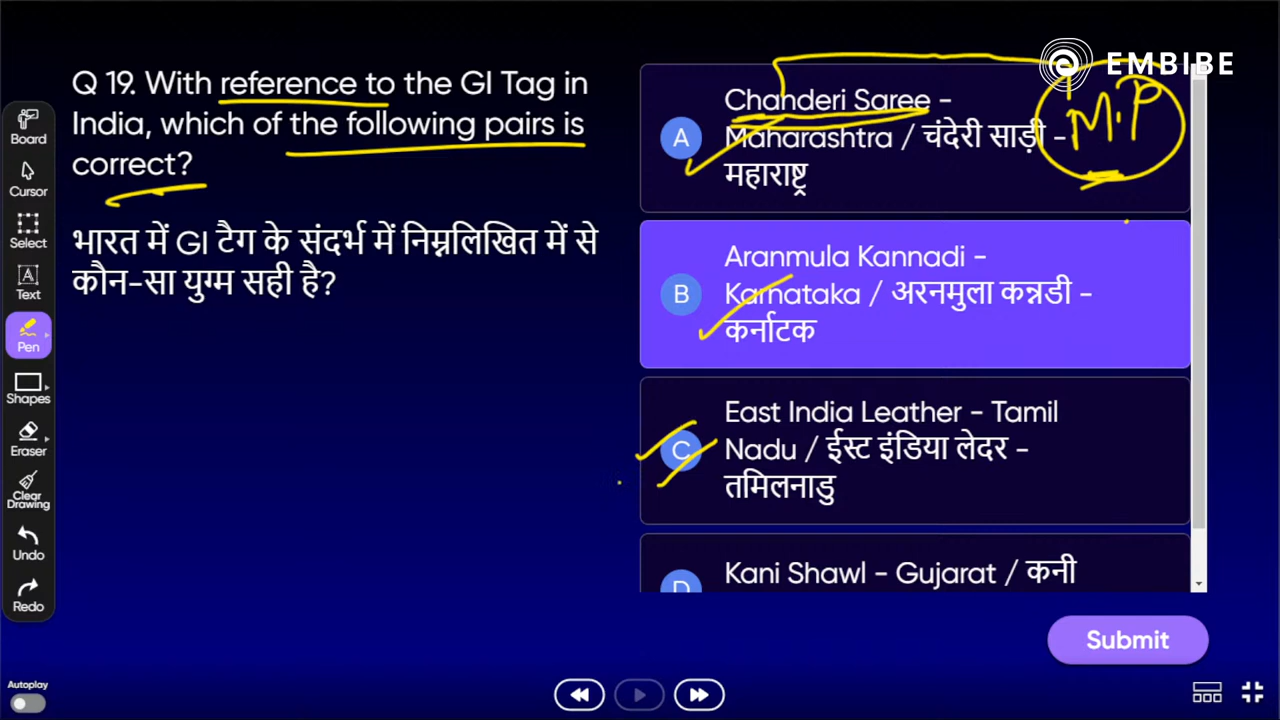 EMBIBE
Q 19. With reference to the GI Tag in
India, which of the following pairs is
correct?
भारत में GI टैग के संदर्भ में निम्नलिखित में से
कौन-सा युग्म सही है?
A
Chanderi Saree -
Maharashtra / चंदेरी साड़ी -
महाराष्ट्र
M.P
B
Aranmula Kannadi -
Karnataka / अरनमुला कन्नडी -
कर्नाटक
C
East India Leather - Tamil
Nadu / ईस्ट इंडिया लेदर -
तमिलनाडु
D
Kani Shawl - Gujarat / कनी
Submit
Board
Cursor
Select
Text
Pen
Shapes
Eraser
Clear
Drawing
Undo
Redo
Autoplay